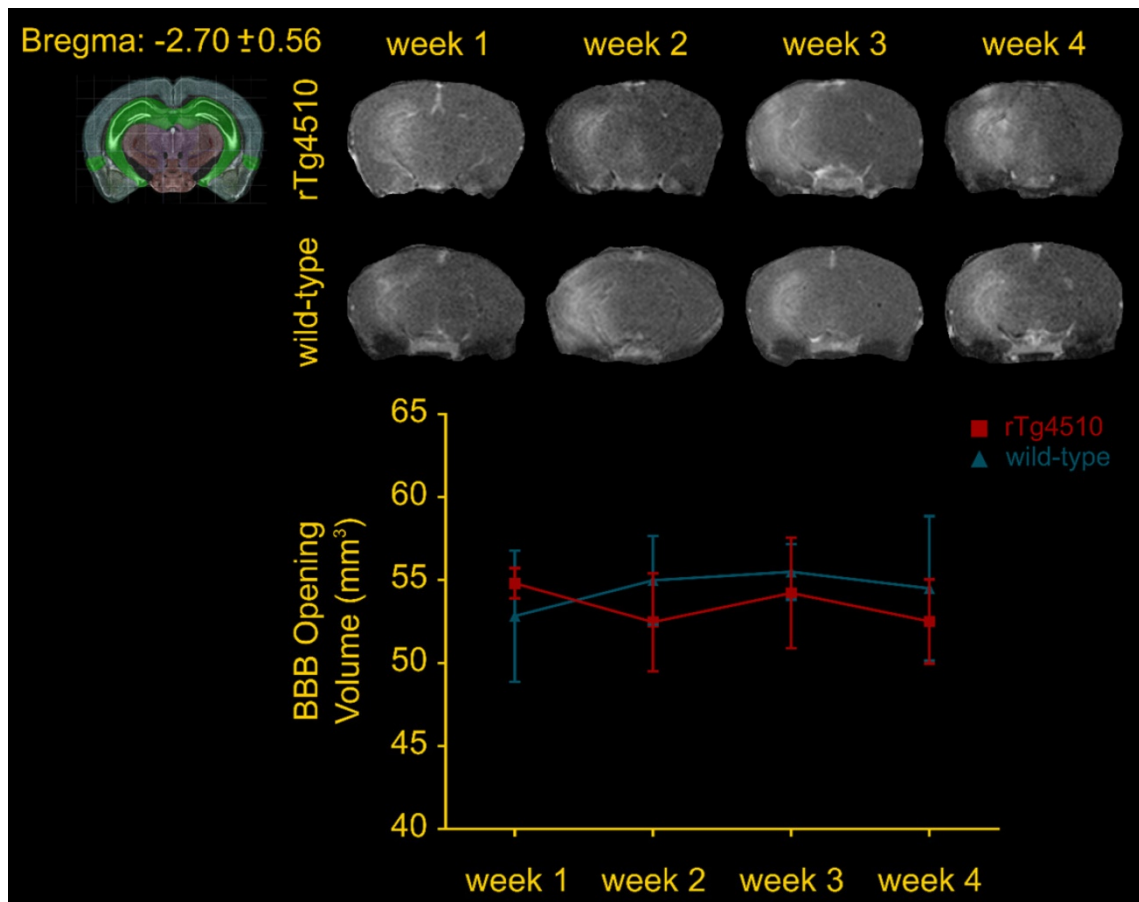 Bregma: -2.70 ±0.56
week 1 week 2 week 3 week 4
rTg4510
wild-type
65
60
55
50
45
40
BBB Opening
Volume (mm³)
rTg4510
wild-type
week 1 week 2 week 3 week 4